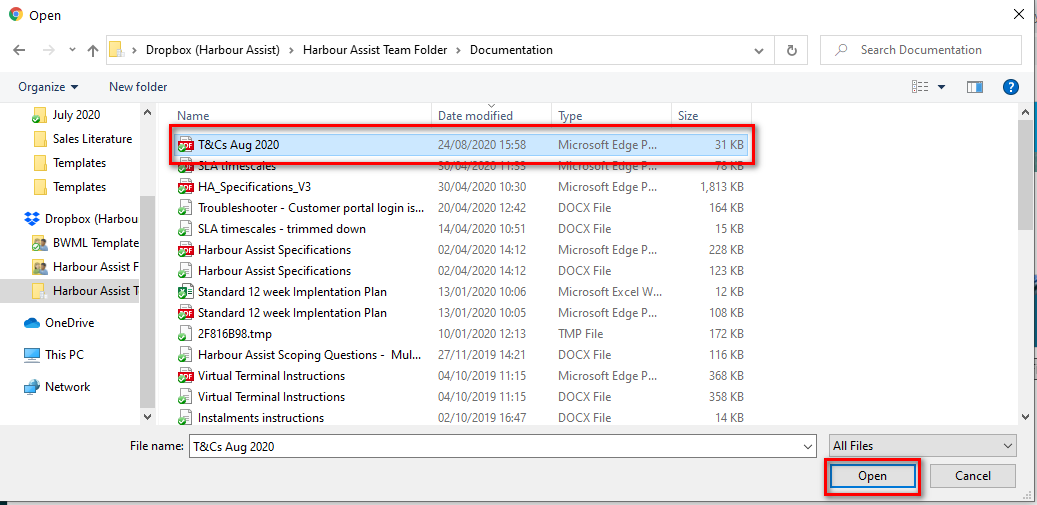 Open
Dropbox (Harbour Assist) Harbour Assist Team Folder Documentation
Search Documentation
Organize New folder
July 2020
Sales Literature
Templates
Templates
Dropbox (Harbou
BWML Template
Harbour Assist F
Harbour Assist T
OneDrive
This PC
Network
Name Date modified Type Size
T&Cs Aug 2020 24/08/2020 15:58 Microsoft Edge P... 31 KB
SLA timescales 30/04/2020 11:33 Microsoft Edge P... 78 KB
HA_Specifications_V3 30/04/2020 10:30 Microsoft Edge P... 1,813 KB
Troubleshooter - Customer portal login is... 20/04/2020 12:42 DOCX File 164 KB
SLA timescales - trimmed down 14/04/2020 10:51 DOCX File 15 KB
Harbour Assist Specifications 02/04/2020 14:12 Microsoft Edge P... 228 KB
Harbour Assist Specifications 02/04/2020 14:12 DOCX File 123 KB
Standard 12 week Implentation Plan 13/01/2020 10:06 Microsoft Excel W... 12 KB
Standard 12 week Implentation Plan 13/01/2020 10:05 Microsoft Edge P... 108 KB
2F816B98.tmp 10/01/2020 12:13 TMP File 172 KB
Harbour Assist Scoping Questions - Mul... 27/11/2019 14:21 DOCX File 116 KB
Virtual Terminal Instructions 04/10/2019 11:15 Microsoft Edge P... 368 KB
Virtual Terminal Instructions 04/10/2019 11:15 DOCX File 358 KB
Instalments instructions 02/10/2019 16:47 DOCX File 14 KB
File name: T&Cs Aug 2020 All Files
Open Cancel